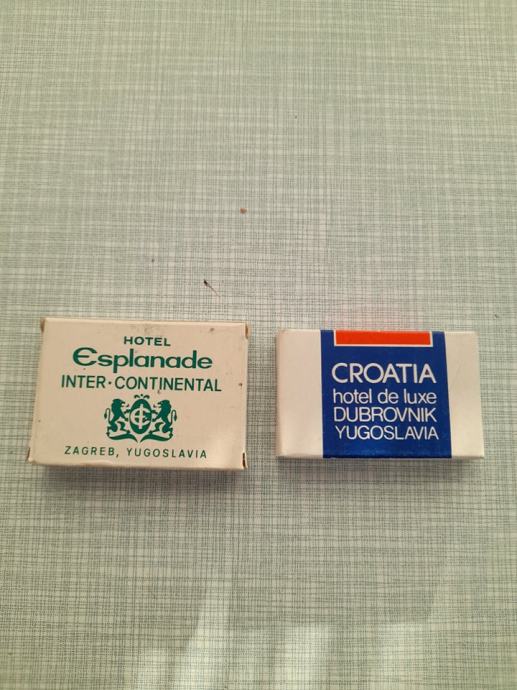 HOTEL
Esplanade
INTER·CONTINENTAL
ZAGREB, YUGOSLAVIA
CROATIA
hotel de luxe
DUBROVNIK
YUGOSLAVIA